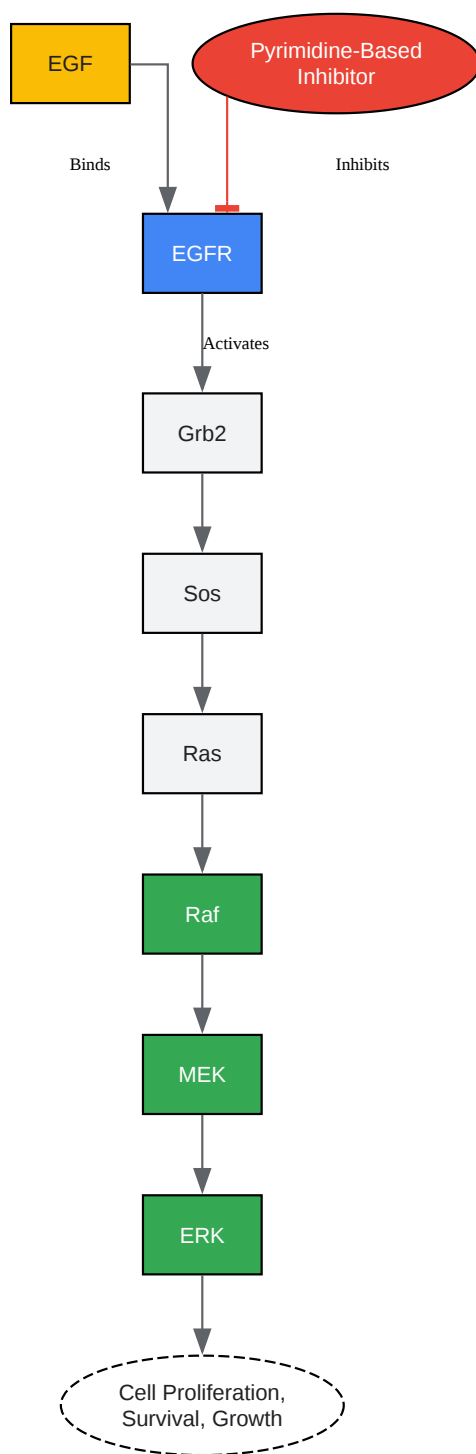 EGF
Pyrimidine-Based
Inhibitor
Binds
Inhibits
EGFR
Activates
Grb2
Sos
Ras
Raf
MEK
ERK
Cell Proliferation,
Survival, Growth